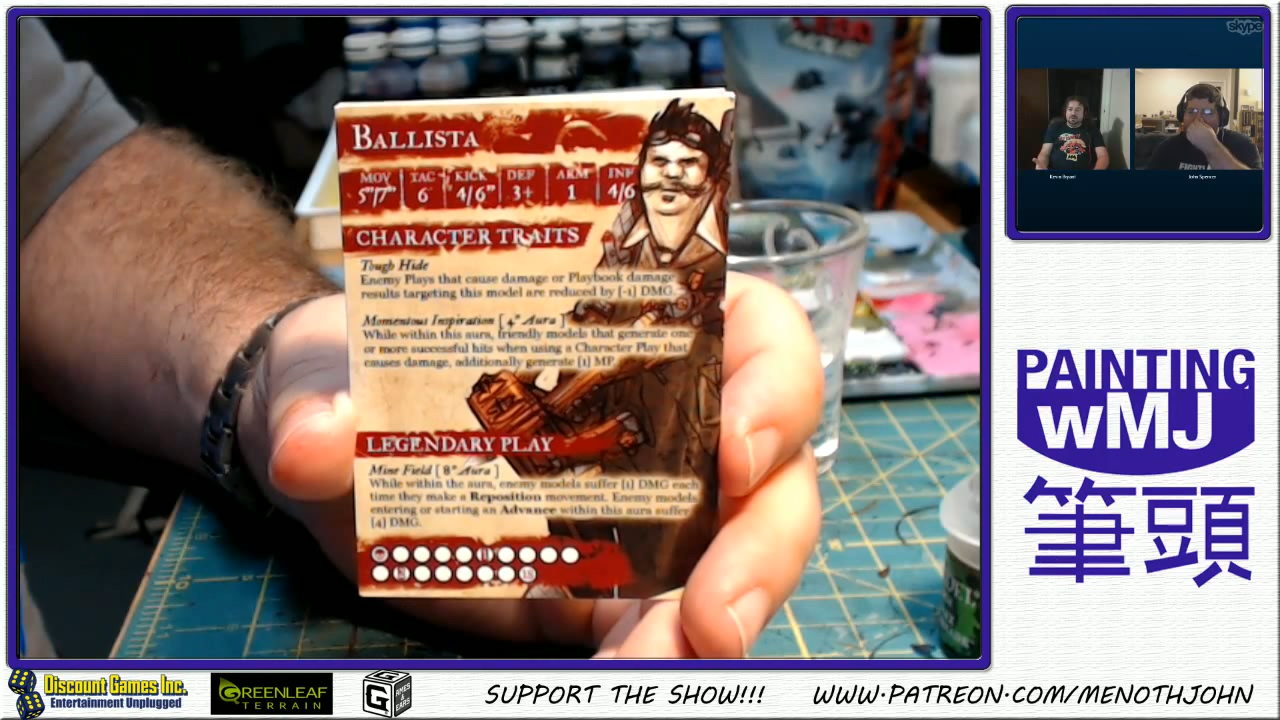 BALLISTA
MOV TAC KICK DEF ARM INF
5"/7" 6 4/6" 3+ 1 4/6
CHARACTER TRAITS
Tough Hide
Enemy Plays that cause damage or Playbook damage
results targeting this model are reduced by [-1] DMG.
Momentous Inspiration [ 4" Aura ]
While within this aura, friendly models that generate one
or more successful hits when using a Character Play that
causes damage, additionally generate [1] MP.
LEGENDARY PLAY
Mine Field [ 8" Aura ]
While within the aura, enemy models suffer [1] DMG each
time they make a Reposition movement. Enemy models
entering or starting an Advance within this aura suffer
[4] DMG.
skype
Kevin Bryant
John Spencer
PAINTING
wMJ
筆頭
Discount Games Inc.
Entertainment Unplugged
GREENLEAF
TERRAIN
G
GAMES
& EARS
SUPPORT THE SHOW!!!
WWW.PATREON.COM/MENOTHJOHN